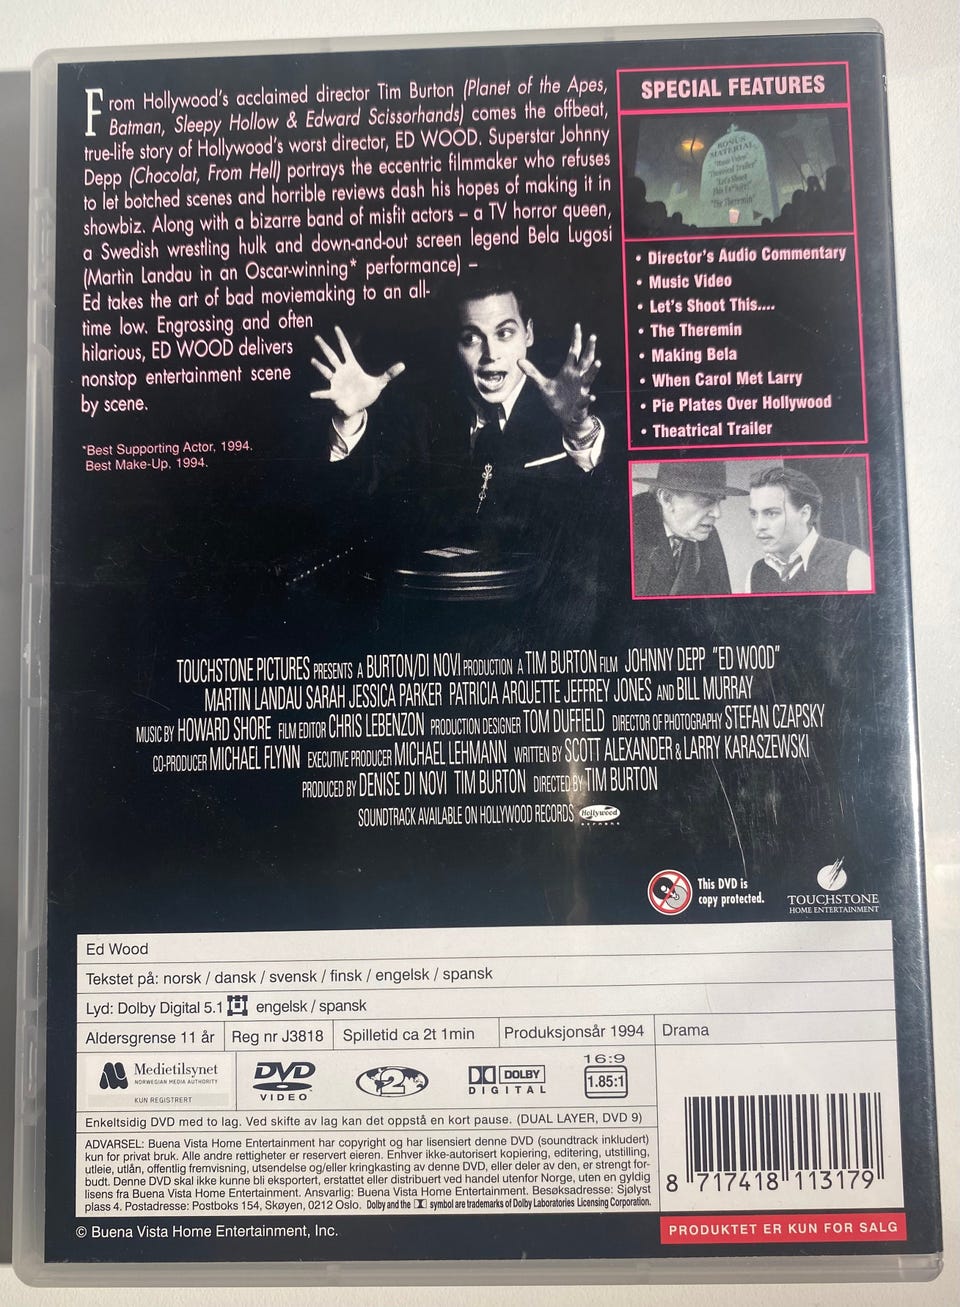 From Hollywood's acclaimed director Tim Burton (Planet of the Apes,
Batman, Sleepy Hollow & Edward Scissorhands) comes the offbeat,
true-life story of Hollywood's worst director, ED WOOD. Superstar Johnny
Depp (Chocolat, From Hell) portrays the eccentric filmmaker who refuses
to let botched scenes and horrible reviews dash his hopes of making it in
showbiz. Along with a bizarre band of misfit actors – a TV horror queen,
a Swedish wrestling hulk and down-and-out screen legend Bela Lugosi
(Martin Landau in an Oscar-winning* performance) –
Ed takes the art of bad moviemaking to an all-
time low. Engrossing and often
hilarious, ED WOOD delivers
nonstop entertainment scene
by scene.
*Best Supporting Actor, 1994.
Best Make-Up, 1994.
SPECIAL FEATURES
BONUS
MATERIAL
"Music Video"
"Theatrical Trailer"
"Let's Shoot
"The Theremin"
• Director's Audio Commentary
• Music Video
• Let's Shoot This....
• The Theremin
• Making Bela
• When Carol Met Larry
• Pie Plates Over Hollywood
• Theatrical Trailer
TOUCHSTONE PICTURES PRESENTS A BURTON/DI NOVI PRODUCTION A TIM BURTON FILM JOHNNY DEPP "ED WOOD"
MARTIN LANDAU SARAH JESSICA PARKER PATRICIA ARQUETTE JEFFREY JONES AND BILL MURRAY
MUSIC BY HOWARD SHORE FILM EDITOR CHRIS LEBENZON PRODUCTION DESIGNER TOM DUFFIELD DIRECTOR OF PHOTOGRAPHY STEFAN CZAPSKY
CO-PRODUCER MICHAEL FLYNN EXECUTIVE PRODUCER MICHAEL LEHMANN WRITTEN BY SCOTT ALEXANDER & LARRY KARASZEWSKI
PRODUCED BY DENISE DI NOVI TIM BURTON DIRECTED BY TIM BURTON
SOUNDTRACK AVAILABLE ON HOLLYWOOD RECORDS Hollywood RECORDS
This DVD is
copy protected.
TOUCHSTONE
HOME ENTERTAINMENT
Ed Wood
Tekstet på: norsk / dansk / svensk / finsk / engelsk / spansk
Lyd: Dolby Digital 5.1 engelsk / spansk
Aldersgrense 11 år Reg nr J3818 Spilletid ca 2t 1min Produksjonsår 1994 Drama
Medietilsynet
NORWEGIAN MEDIA AUTHORITY
KUN REGISTRERT
DVD
VIDEO
2
DOLBY
DIGITAL
16:9
1.85:1
Enkeltsidig DVD med to lag. Ved skifte av lag kan det oppstå en kort pause. (DUAL LAYER, DVD 9)
ADVARSEL: Buena Vista Home Entertainment har copyright og har lisensiert denne DVD (soundtrack inkludert)
kun for privat bruk. Alle andre rettigheter er reservert eieren. Enhver ikke-autorisert kopiering, editering, utstilling,
utleie, utlån, offentlig fremvisning, utsendelse og/eller kringkasting av denne DVD, eller deler av den, er strengt for-
budt. Denne DVD skal ikke kunne bli eksportert, erstattet eller distribuert ved handel utenfor Norge, uten en gyldig
lisens fra Buena Vista Home Entertainment. Ansvarlig: Buena Vista Home Entertainment. Besøksadresse: Sjølyst
plass 4. Postadresse: Postboks 154, Skøyen, 0212 Oslo. Dolby and the symbol are trademarks of Dolby Laboratories Licensing Corporation.
8 717418 113179
© Buena Vista Home Entertainment, Inc.
PRODUKTET ER KUN FOR SALG